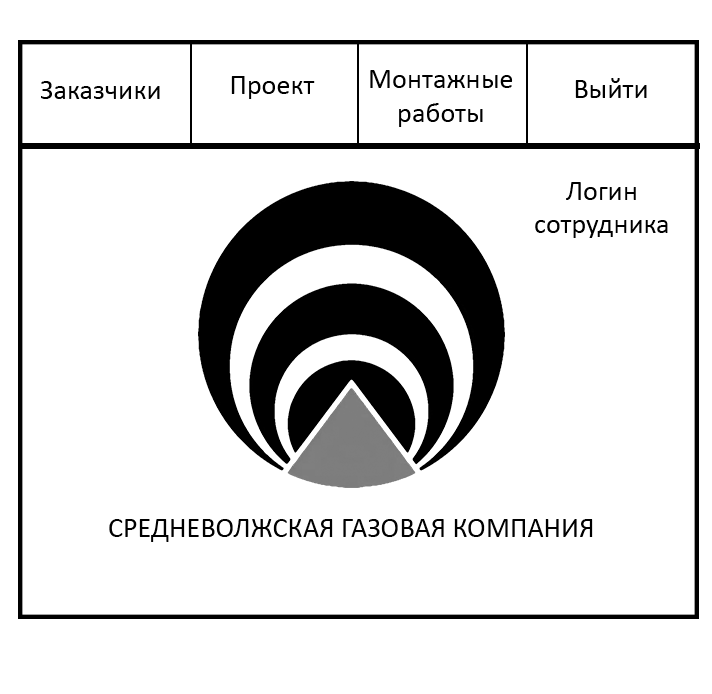 Заказчики
Проект
Монтажные
работы
Выйти
Логин
сотрудника
СРЕДНЕВОЛЖСКАЯ ГАЗОВАЯ КОМПАНИЯ